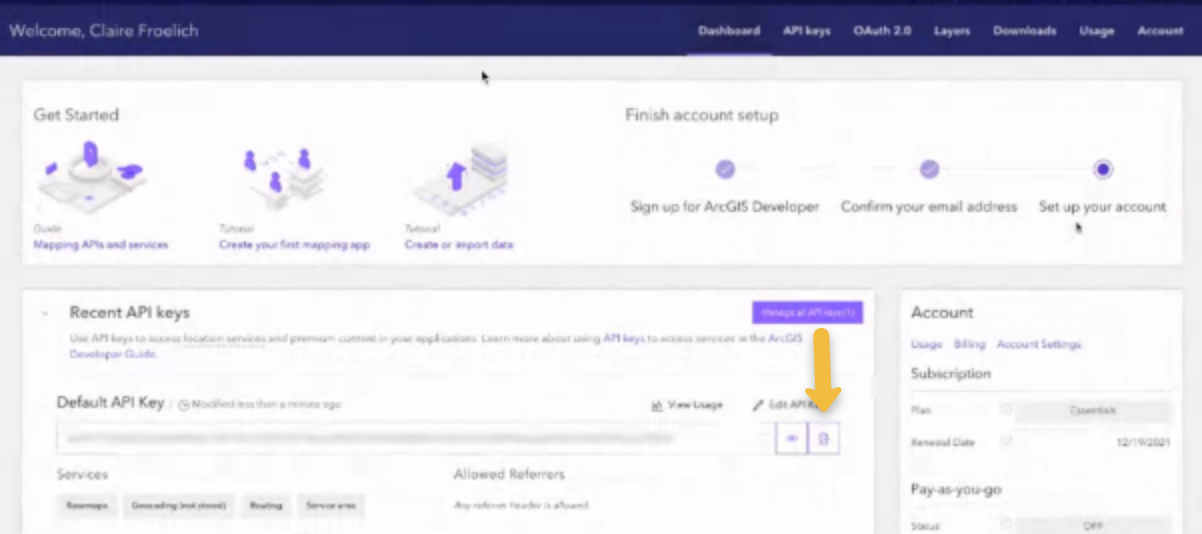 Welcome, Claire Froelich
Dashboard API keys OAuth 2.0 Layers Downloads Usage Account
Get Started
Finish account setup
Sign up for ArcGIS Developer Confirm your email address Set up your account
Guide Tutorial Tutorial
Mapping APIs and services Create your first mapping app Create or import data
Recent API keys
Manage all API keys (1)
Use API keys to access location services and premium content in your applications. Learn more about using API keys to access services in the ArcGIS
Developer Guide.
Default API Key | Modified less than a minute ago
View Usage Edit API
Services
Allowed Referrers
Basemaps Geocoding (not stored) Routing Service area
Any referrer header is allowed.
Account
Usage Billing Account Settings
Subscription
Plan Essentials
Renewal Date 12/19/2021
Pay-as-you-go
Status OFF